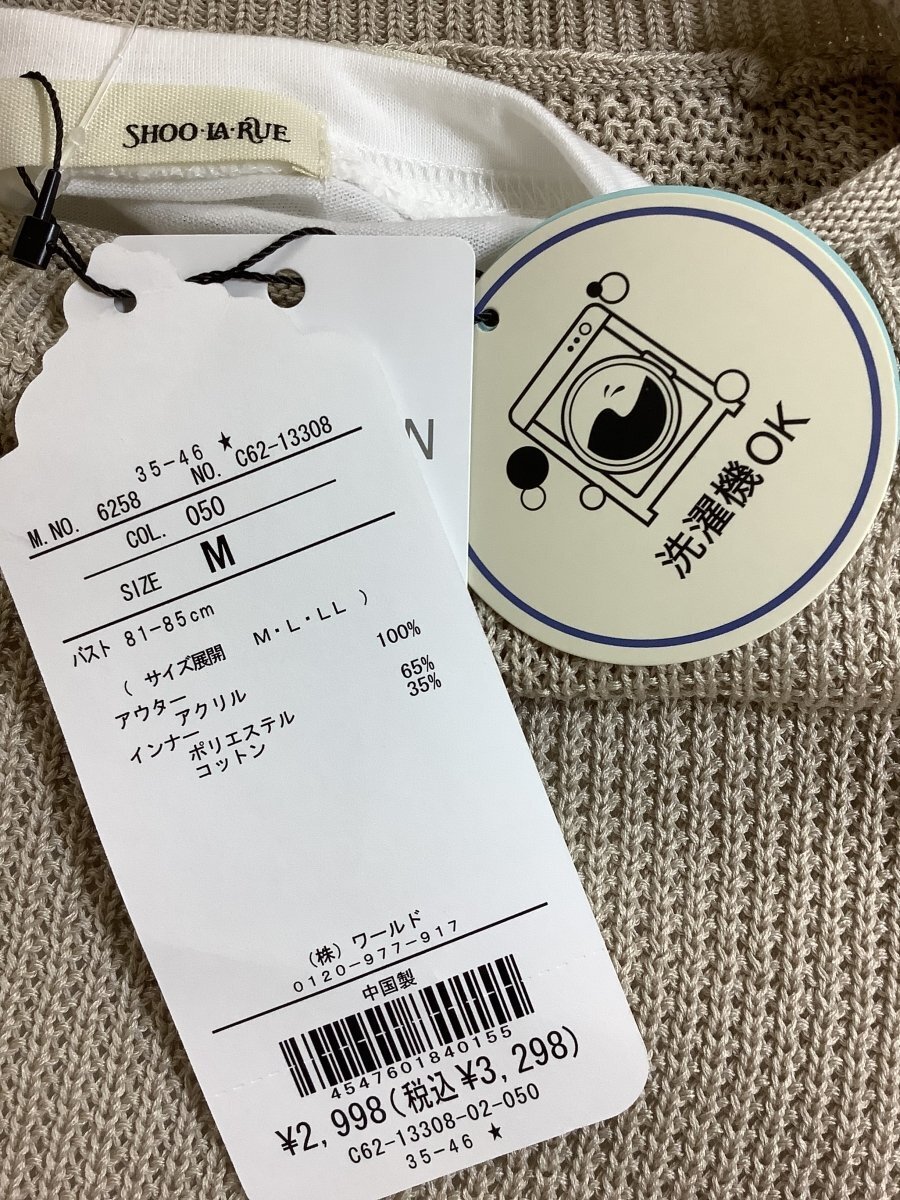 SHOO·LA·RUE
35-46 ★
M.NO. 6258 NO. C62-13308
COL. 050
SIZE M
バスト 81-85cm
( サイズ展開 M・L・LL )
アウター
アクリル 100%
インナー
ポリエステル 65%
コットン 35%
(株) ワールド
0120-977-917
中国製
4547601840155
¥2,998(税込¥3,298)
C62-13308-02-050
35-46 ★
N
洗濯機OK